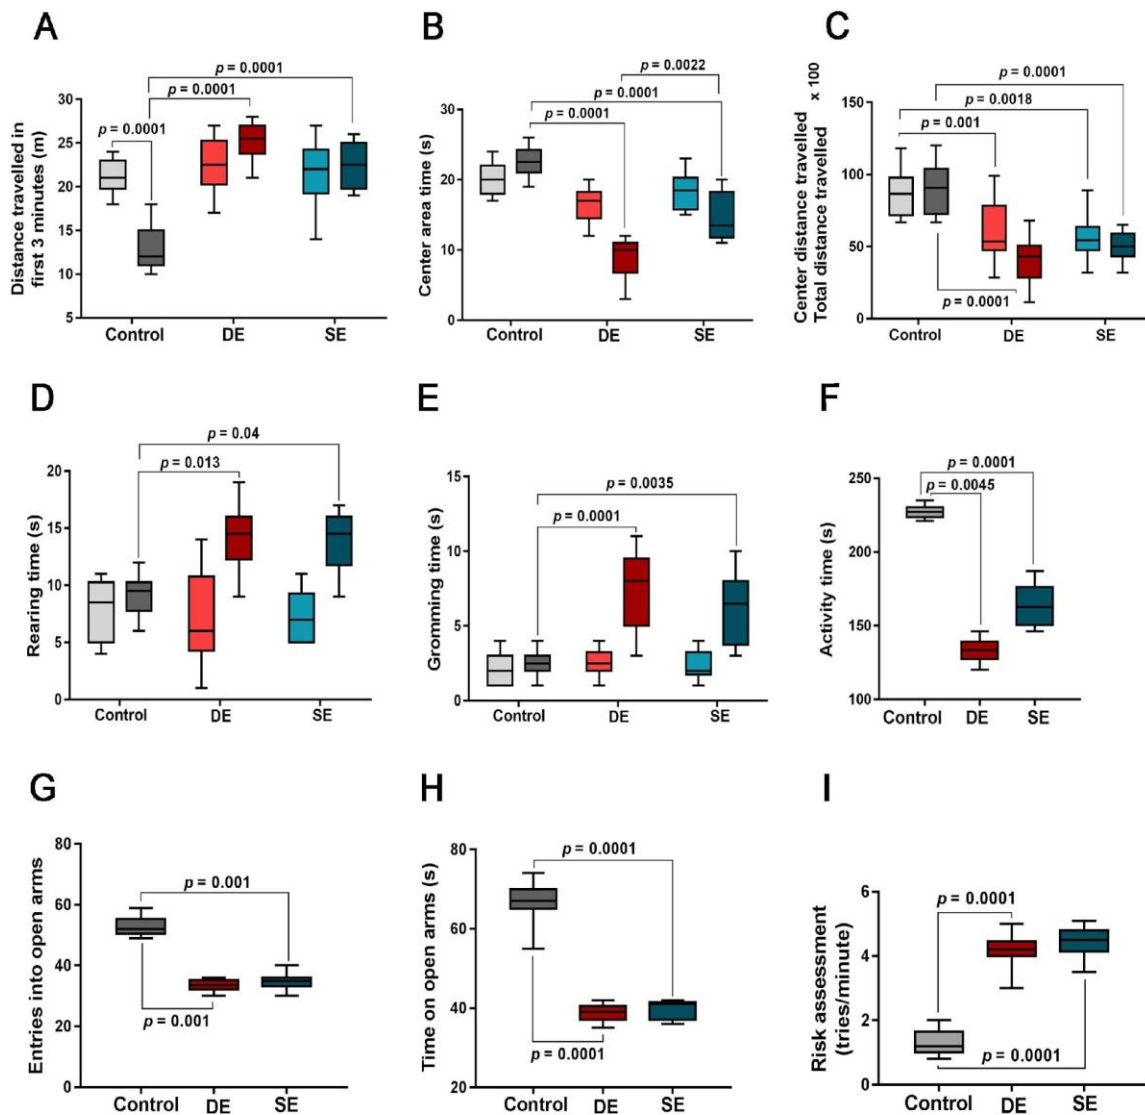 A
Distance travelled in
first 3 minutes (m)
30
25
20
15
10
5
p = 0.0001
p = 0.0001
p = 0.0001
Control
DE
SE
B
Center area time (s)
30
20
10
0
p = 0.0022
p = 0.0001
p = 0.0001
Control
DE
SE
C
Center distance travelled
Total distance travelled
x 100
150
100
50
0
p = 0.0001
p = 0.0018
p = 0.001
p = 0.0001
Control
DE
SE
D
Rearing time (s)
20
15
10
5
0
p = 0.04
p = 0.013
Control
DE
SE
E
Gromming time (s)
15
10
5
0
p = 0.0035
p = 0.0001
Control
DE
SE
F
Activity time (s)
250
200
150
100
p = 0.0001
p = 0.0045
Control
DE
SE
G
Entries into open arms
80
60
40
20
0
p = 0.001
p = 0.001
Control
DE
SE
H
Time on open arms (s)
80
60
40
20
p = 0.0001
p = 0.0001
Control
DE
SE
I
Risk assessment
(tries/minute)
6
4
2
0
p = 0.0001
p = 0.0001
Control
DE
SE